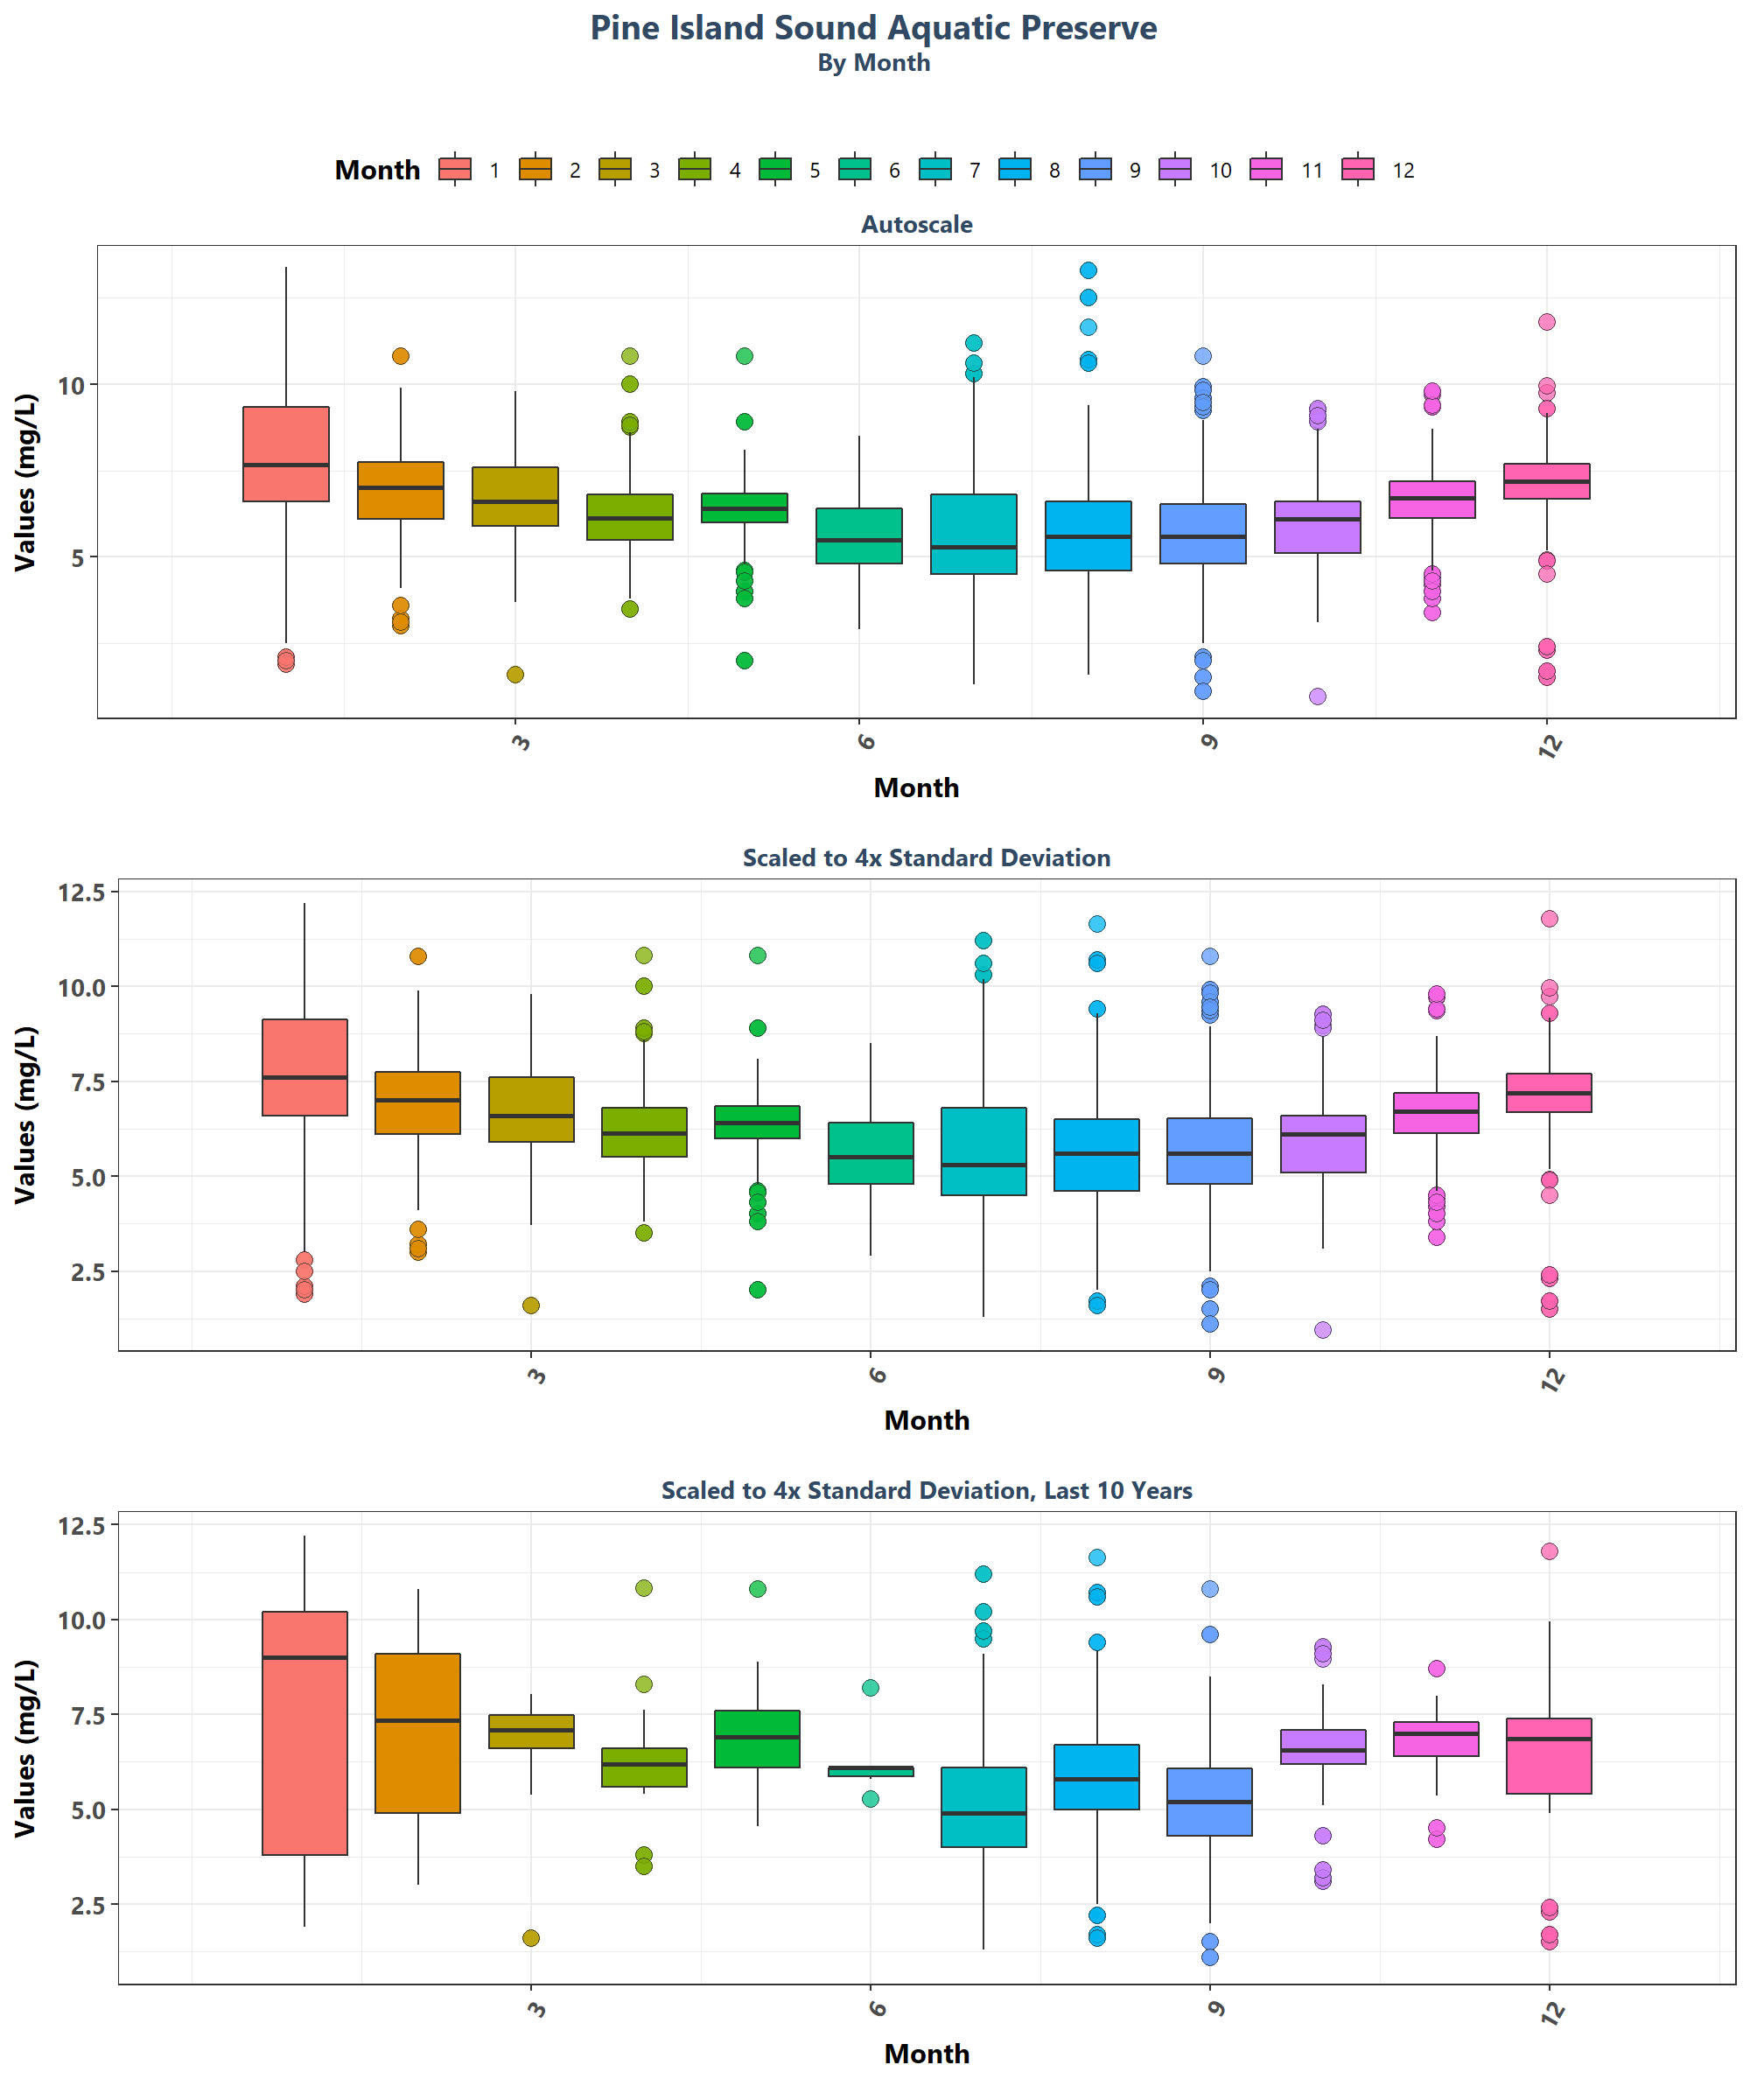 Pine Island Sound Aquatic Preserve
By Month
Month 1 2 3 4 5 6 7 8 9 10 11 12
Autoscale
Values (mg/L)
10
5
3 6 9 12
Month
Scaled to 4x Standard Deviation
Values (mg/L)
12.5
10.0
7.5
5.0
2.5
3 6 9 12
Month
Scaled to 4x Standard Deviation, Last 10 Years
Values (mg/L)
12.5
10.0
7.5
5.0
2.5
3 6 9 12
Month